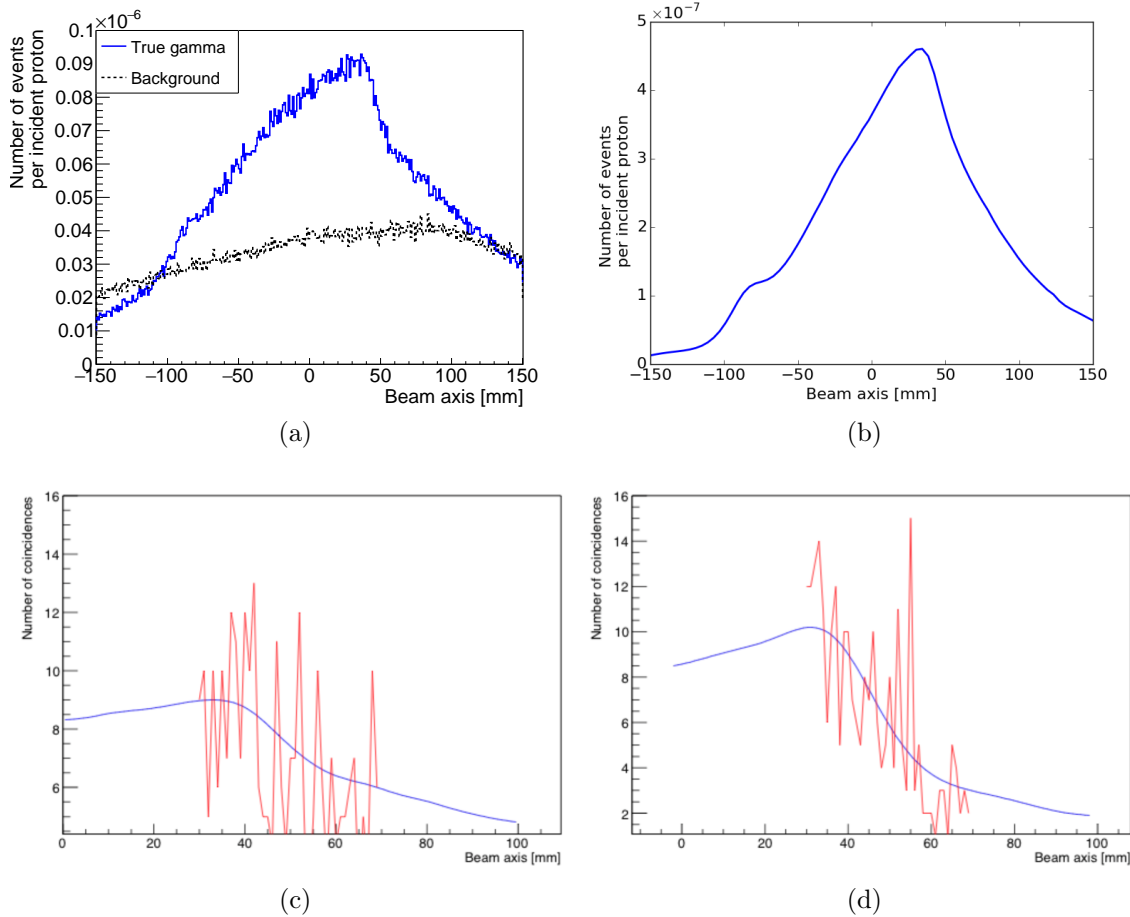 ×10⁻⁶
0.1
0.09
0.08
0.07
0.06
0.05
0.04
0.03
0.02
0.01
0
Number of events
per incident proton
True gamma
Background
−150 −100 −50 0 50 100 150
Beam axis [mm]
(a)
×10⁻⁷
5
4
3
2
1
0
Number of events
per incident proton
−150 −100 −50 0 50 100 150
Beam axis [mm]
(b)
16
14
12
10
8
6
Number of coincidences
0 20 40 60 80 100
Beam axis [mm]
(c)
16
14
12
10
8
6
4
2
Number of coincidences
0 20 40 60 80 100
Beam axis [mm]
(d)